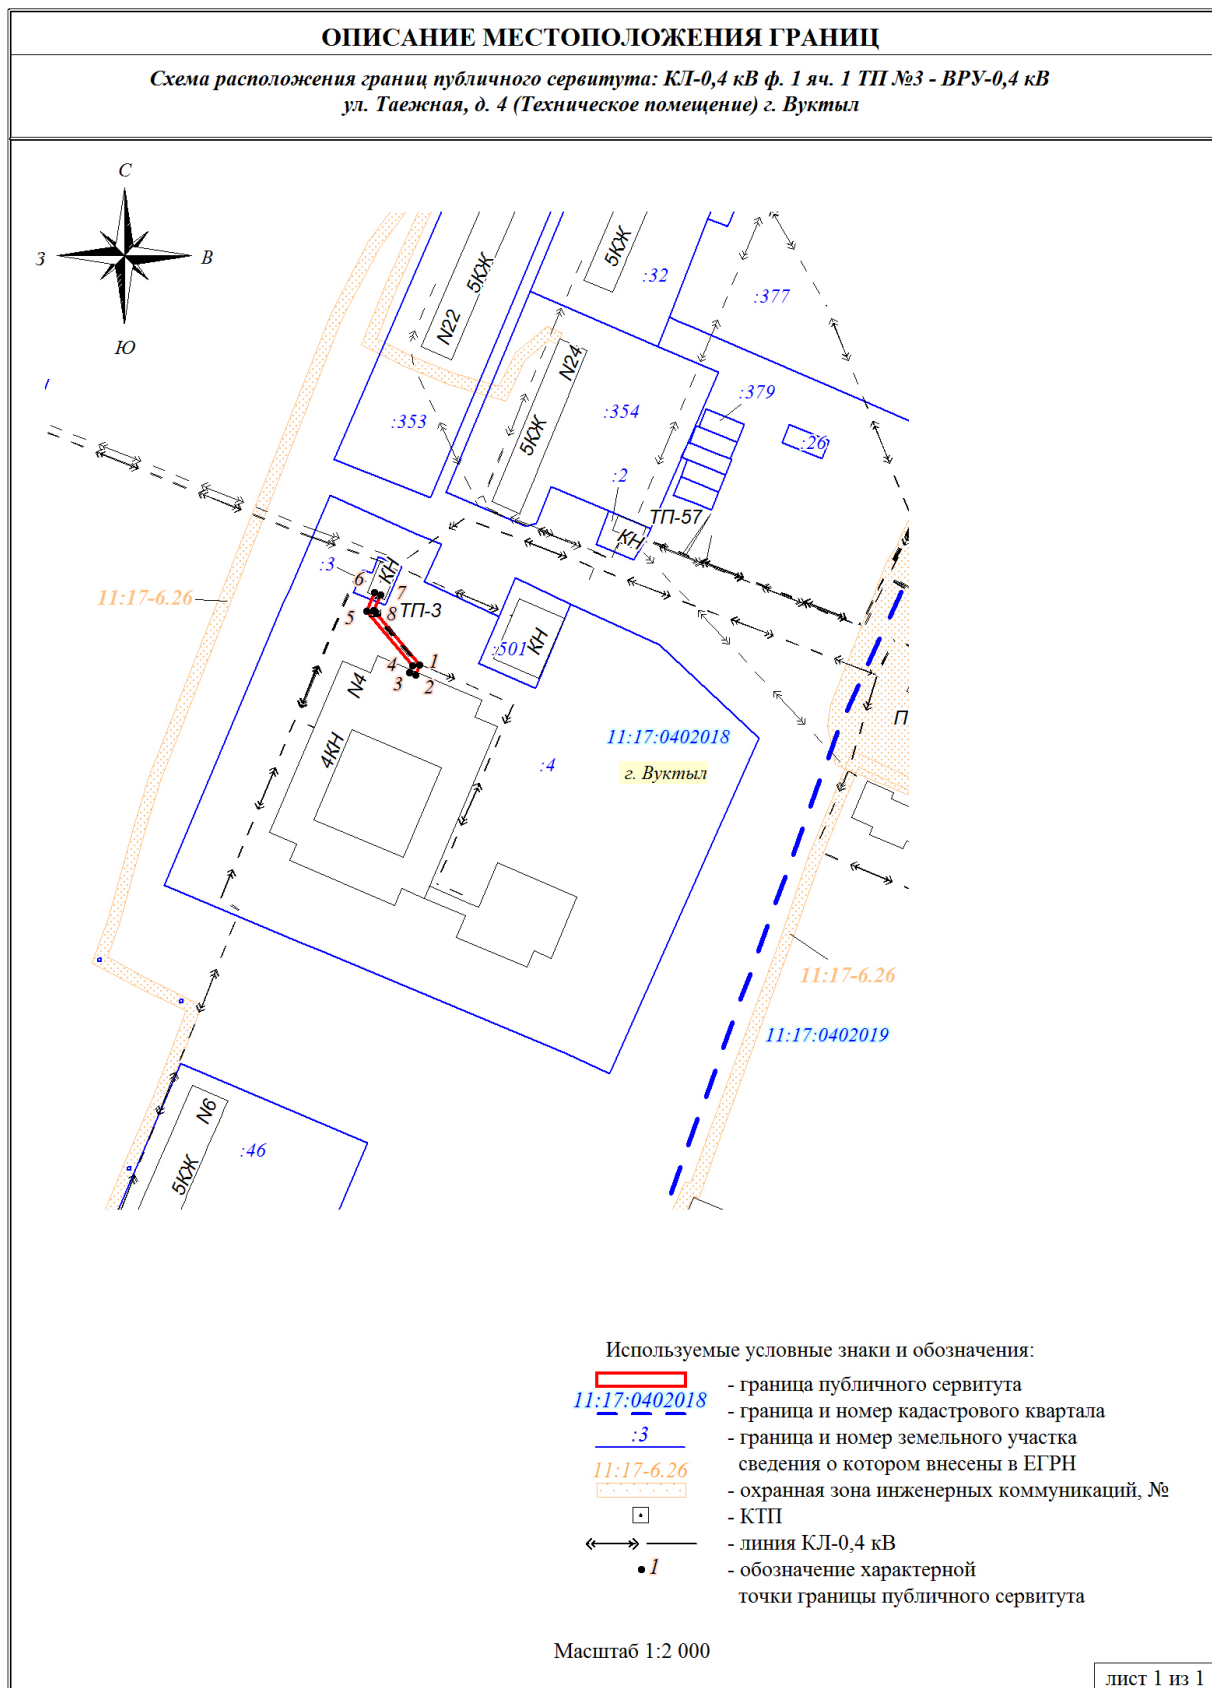 ОПИСАНИЕ МЕСТОПОЛОЖЕНИЯ ГРАНИЦ
Схема расположения границ публичного сервитута: КЛ-0,4 кВ ф. 1 яч. 1 ТП №3 - ВРУ-0,4 кВ
ул. Таежная, д. 4 (Техническое помещение) г. Вуктыл
С
З
В
Ю
5КЖ
N22
5КЖ
:32
:377
N24
5КЖ
:353
:354
:379
:26
:2
ТП-57
КН
:3
КН
6
7
5
8
ТП-3
11:17-6.26
:501
КН
4
1
3
2
N4
4КН
11:17:0402018
г. Вуктыл
:4
П
11:17-6.26
11:17:0402019
N6
5КЖ
:46
Используемые условные знаки и обозначения:
- граница публичного сервитута
11:17:0402018
- граница и номер кадастрового квартала
:3
- граница и номер земельного участка
сведения о котором внесены в ЕГРН
11:17-6.26
- охранная зона инженерных коммуникаций, №
- КТП
- линия КЛ-0,4 кВ
1
- обозначение характерной
точки границы публичного сервитута
Масштаб 1:2 000
лист 1 из 1